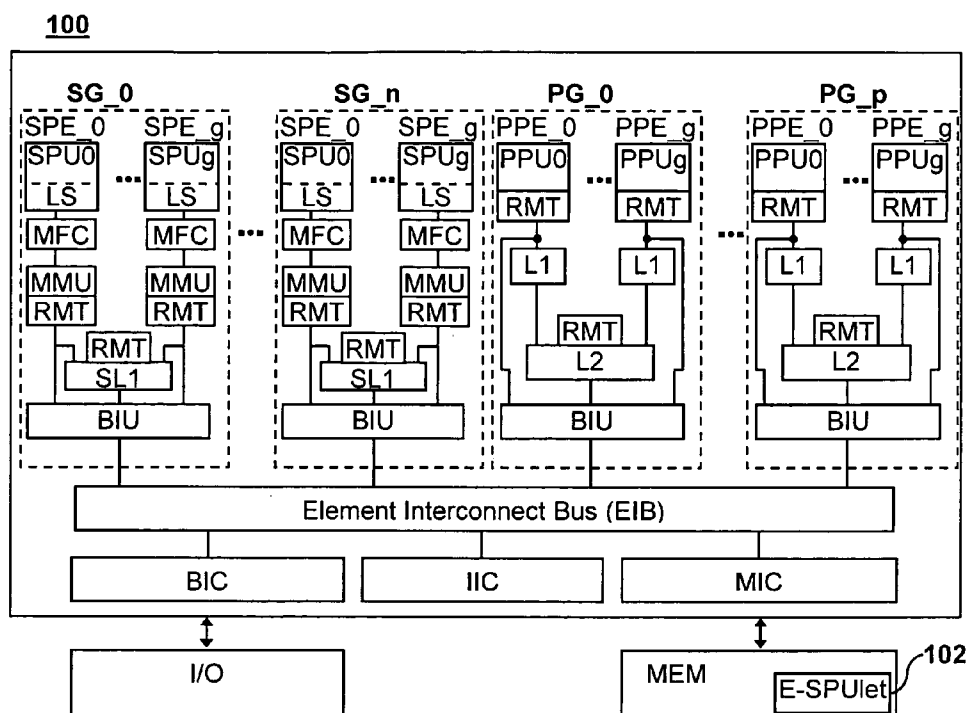 100
SG_0 SG_n PG_0 PG_p
SPE_0 SPE_g SPE_0 SPE_g PPE_0 PPE_g PPE_0 PPE_g
SPU0 SPUg SPU0 SPUg PPU0 PPUg PPU0 PPUg
... ... ... ...
LS LS LS LS RMT RMT RMT RMT
MFC MFC ... MFC MFC ...
L1 L1 L1 L1
MMU MMU MMU MMU
RMT RMT RMT RMT
RMT RMT RMT RMT
SL1 SL1 L2 L2
BIU BIU BIU BIU
Element Interconnect Bus (EIB)
BIC IIC MIC
I/O MEM 102
E-SPUlet